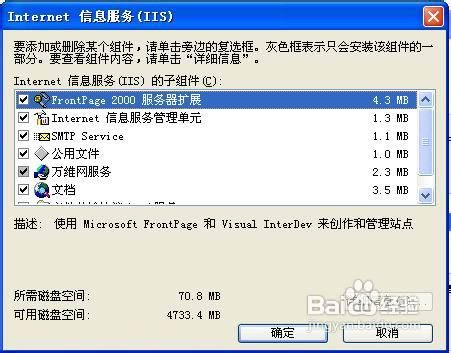 Internet 信息服务(IIS)
要添加或删除某个组件，请单击旁边的复选框。灰色框表示只会安装该组件的一
部分。要查看组件内容，请单击“详细信息”。
Internet 信息服务(IIS) 的子组件(C):
FrontPage 2000 服务器扩展 4.3 MB
Internet 信息服务管理单元 1.3 MB
SMTP Service 1.1 MB
公用文件 1.0 MB
万维网服务 2.3 MB
文档 3.5 MB
描述: 使用 Microsoft FrontPage 和 Visual InterDev 来创作和管理站点
所需磁盘空间: 70.8 MB
可用磁盘空间: 4733.4 MB
Baidu 经验
jingyan.baidu.com
确定 取消